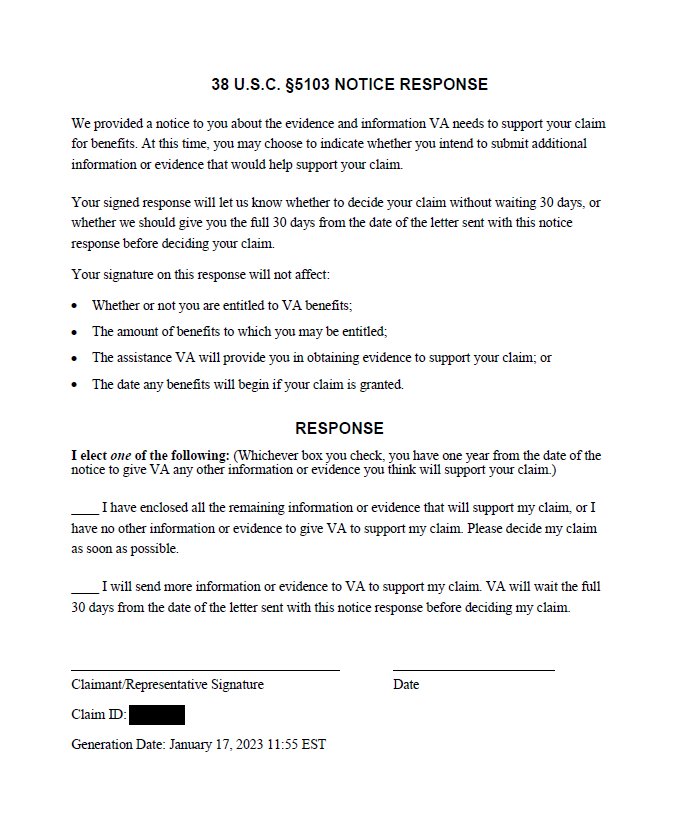 38 U.S.C. §5103 NOTICE RESPONSE
We provided a notice to you about the evidence and information VA needs to support your claim
for benefits. At this time, you may choose to indicate whether you intend to submit additional
information or evidence that would help support your claim.
Your signed response will let us know whether to decide your claim without waiting 30 days, or
whether we should give you the full 30 days from the date of the letter sent with this notice
response before deciding your claim.
Your signature on this response will not affect:
• Whether or not you are entitled to VA benefits;
• The amount of benefits to which you may be entitled;
• The assistance VA will provide you in obtaining evidence to support your claim; or
• The date any benefits will begin if your claim is granted.
RESPONSE
I elect one of the following: (Whichever box you check, you have one year from the date of the
notice to give VA any other information or evidence you think will support your claim.)
____ I have enclosed all the remaining information or evidence that will support my claim, or I
have no other information or evidence to give VA to support my claim. Please decide my claim
as soon as possible.
____ I will send more information or evidence to VA to support my claim. VA will wait the full
30 days from the date of the letter sent with this notice response before deciding my claim.
Claimant/Representative Signature Date
Claim ID:
Generation Date: January 17, 2023 11:55 EST